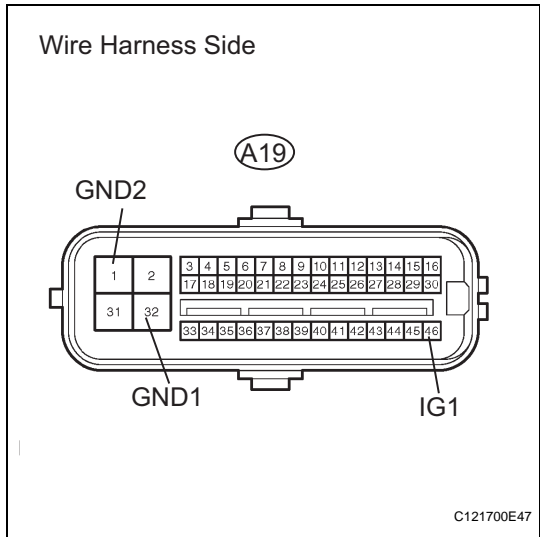 Wire Harness Side
A19
GND2
1 2 3 4 5 6 7 8 9 10 11 12 13 14 15 16
17 18 19 20 21 22 23 24 25 26 27 28 29 30
31 32
33 34 35 36 37 38 39 40 41 42 43 44 45 46
GND1 IG1
C121700E47